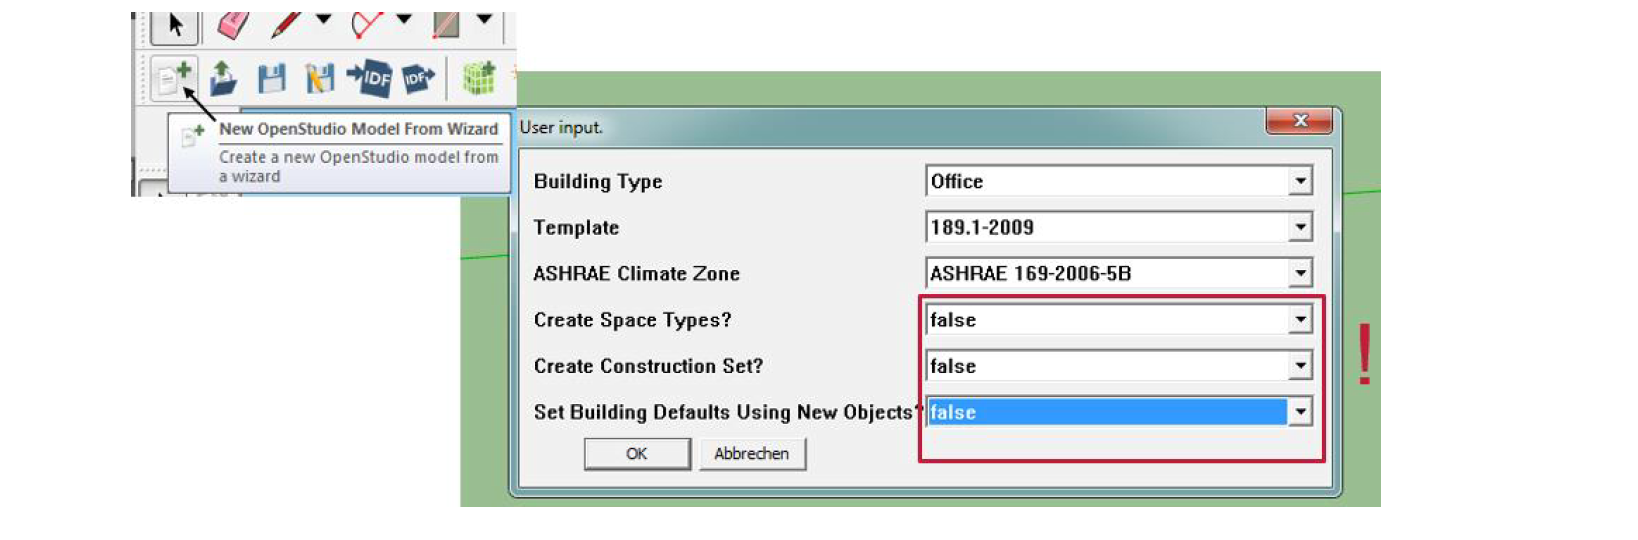 IDF
IDF
New OpenStudio Model From Wizard
Create a new OpenStudio model from
a wizard
User input.
Building Type
Office
Template
189.1-2009
ASHRAE Climate Zone
ASHRAE 169-2006-5B
Create Space Types?
false
Create Construction Set?
false
Set Building Defaults Using New Objects?
false
OK
Abbrechen
!